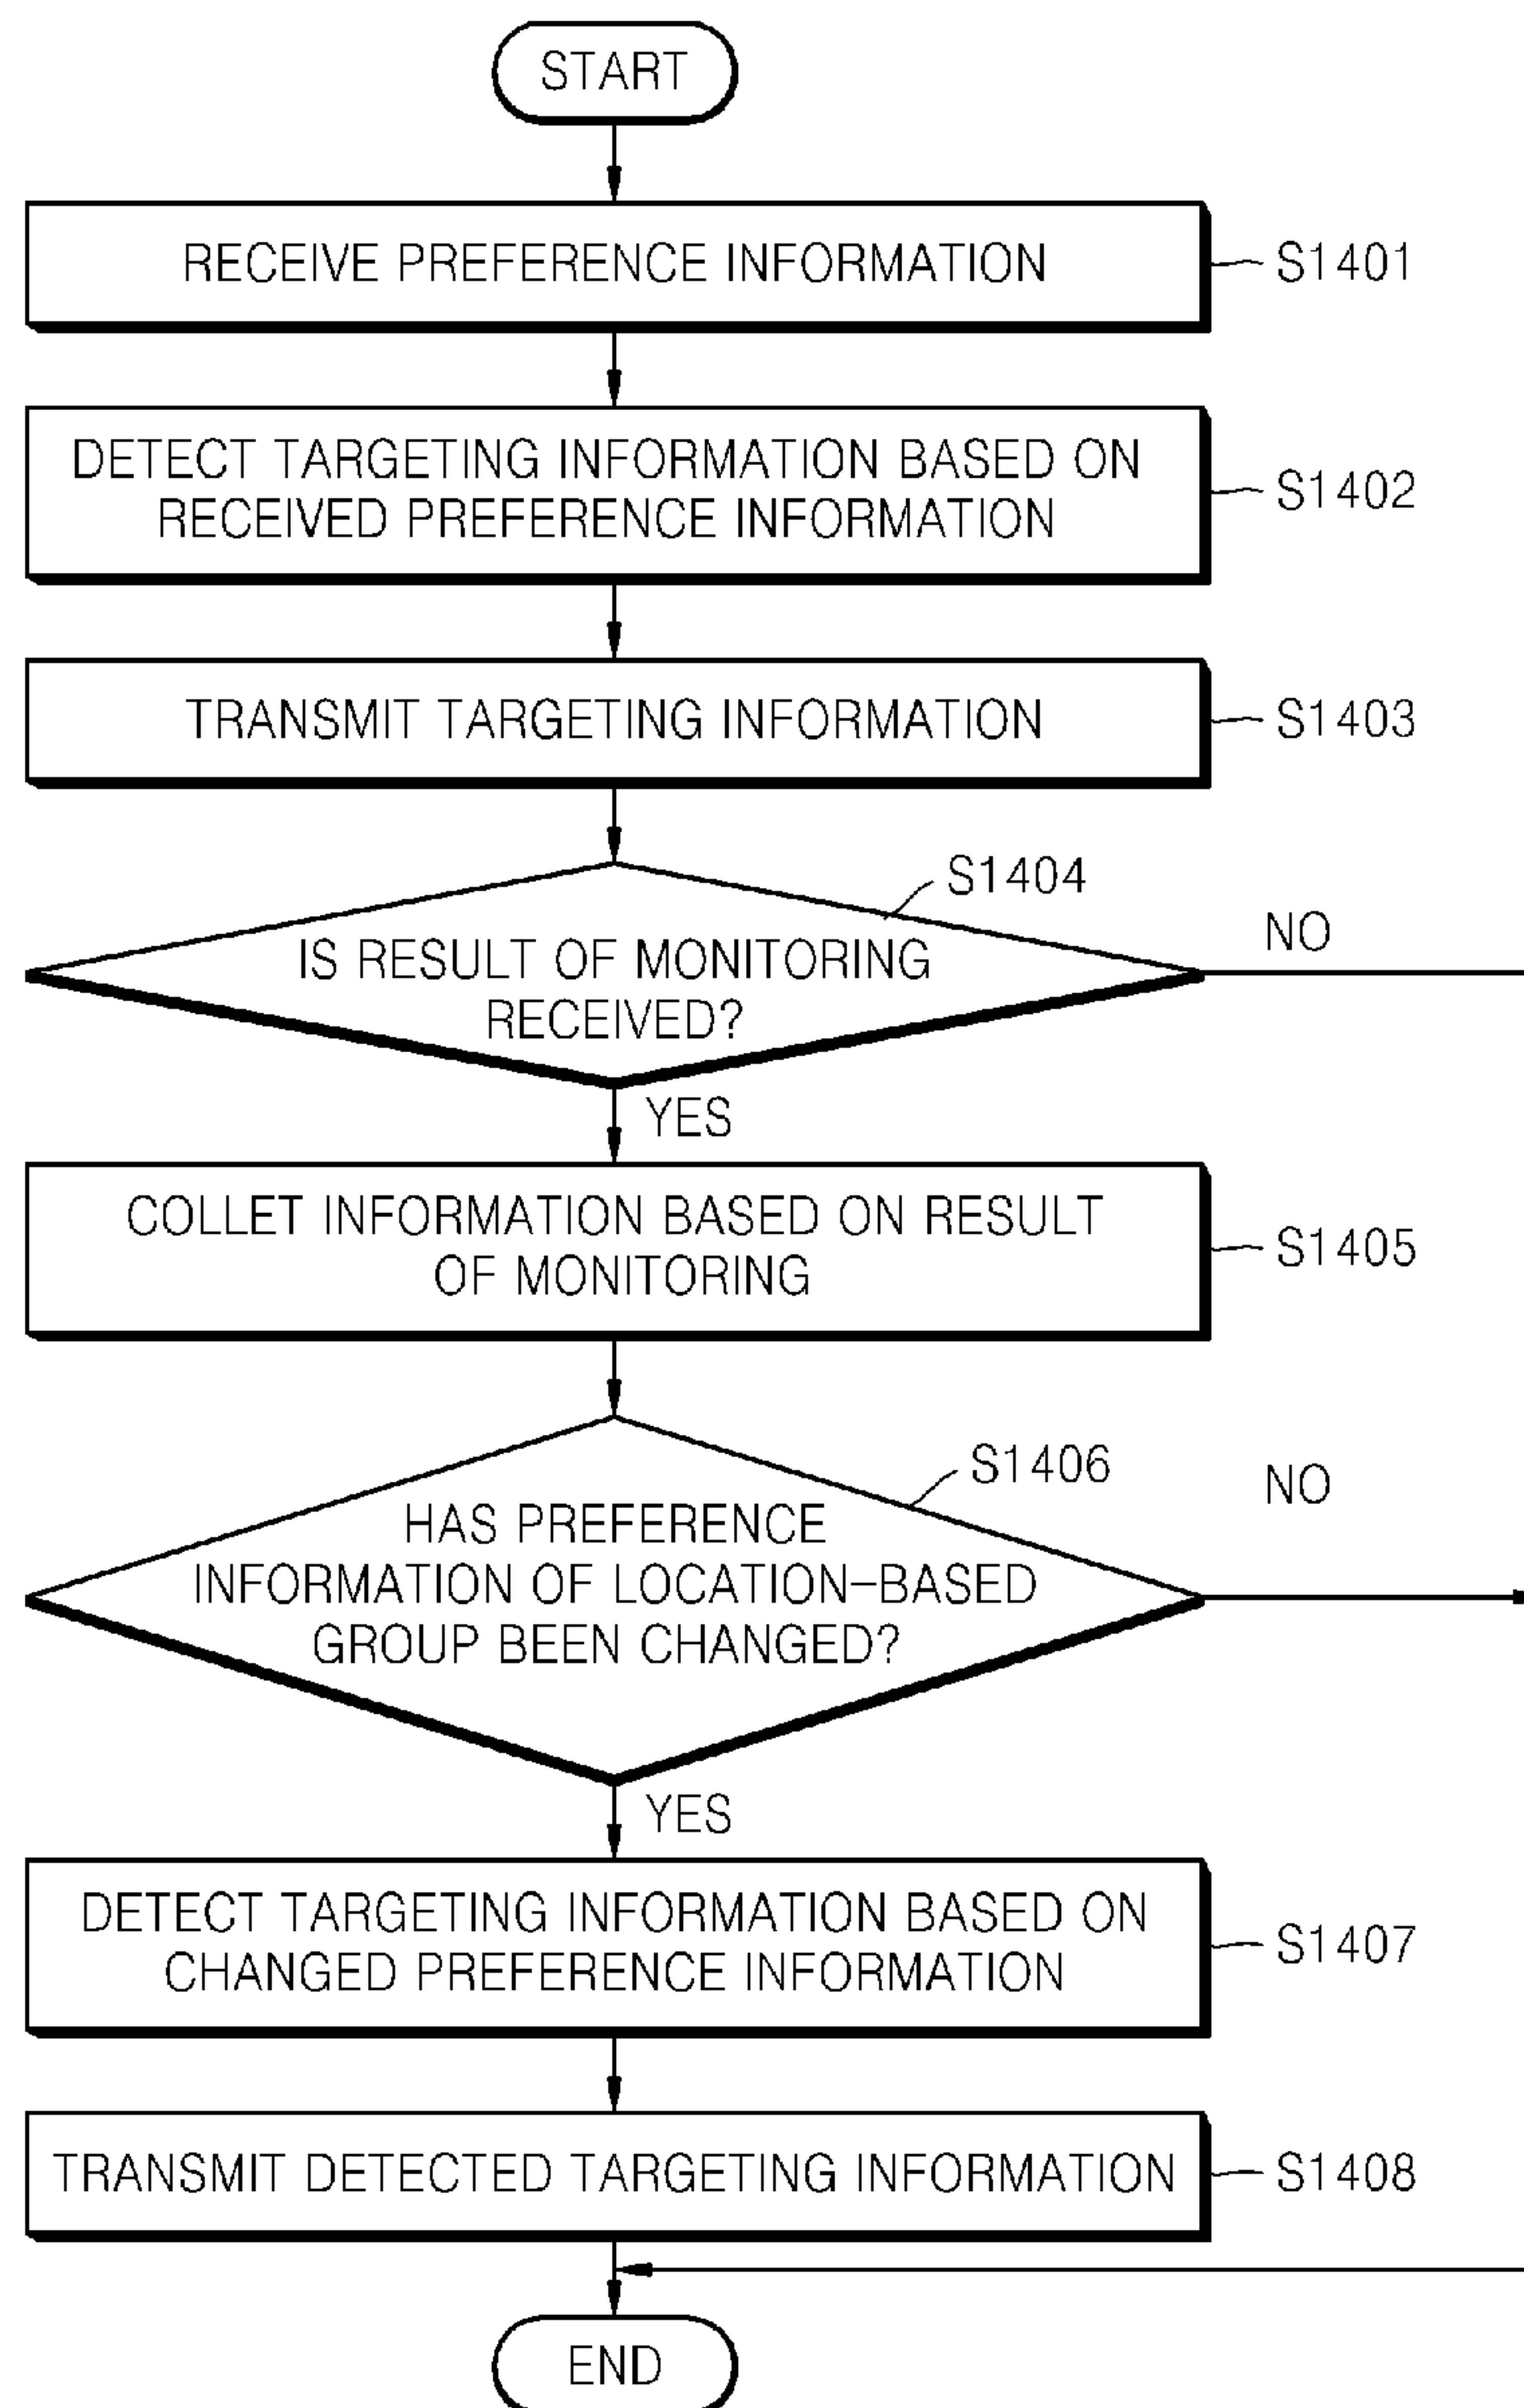 START
RECEIVE PREFERENCE INFORMATION
S1401
DETECT TARGETING INFORMATION BASED ON
RECEIVED PREFERENCE INFORMATION
S1402
TRANSMIT TARGETING INFORMATION
S1403
S1404
NO
IS RESULT OF MONITORING
RECEIVED?
YES
COLLET INFORMATION BASED ON RESULT
OF MONITORING
S1405
S1406
NO
HAS PREFERENCE
INFORMATION OF LOCATION-BASED
GROUP BEEN CHANGED?
YES
DETECT TARGETING INFORMATION BASED ON
CHANGED PREFERENCE INFORMATION
S1407
TRANSMIT DETECTED TARGETING INFORMATION
S1408
END